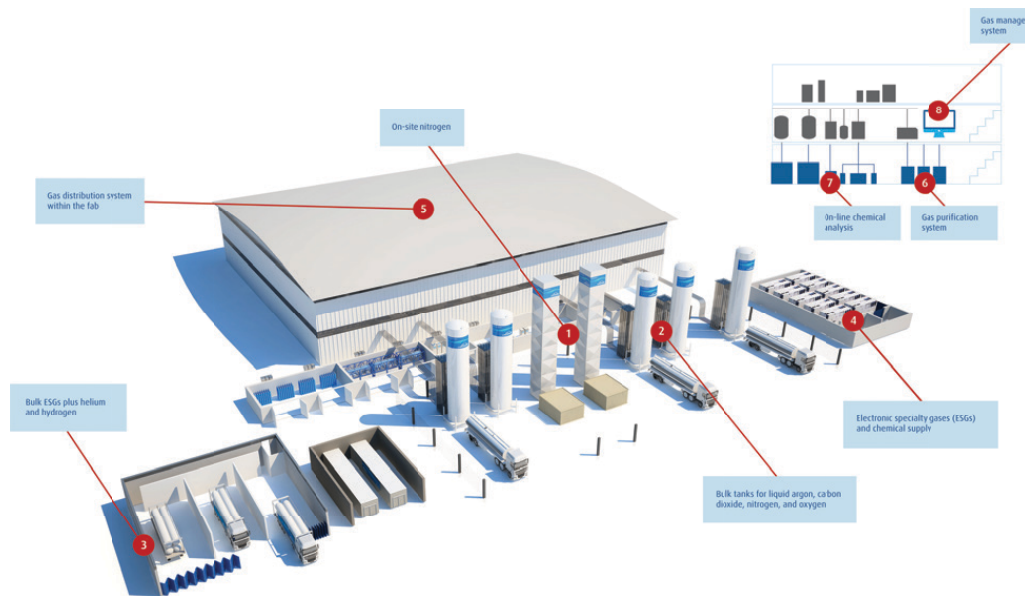 Gas manage
system
8
On-site nitrogen
Gas distribution system
within the fab
5
7
6
On-line chemical
analysis
Gas purification
system
1
2
4
Bulk ESGs plus helium
and hydrogen
Electronic specialty gases (ESGs)
and chemical supply
Bulk tanks for liquid argon, carbon
dioxide, nitrogen, and oxygen
3